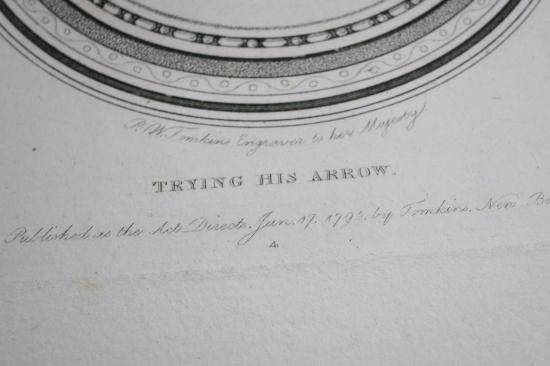 P. W. Tomkins Engraver to her Majesty
TRYING HIS ARROW.
Published as the Act Directs, Jan. 17. 1795. by Tomkins, New
4